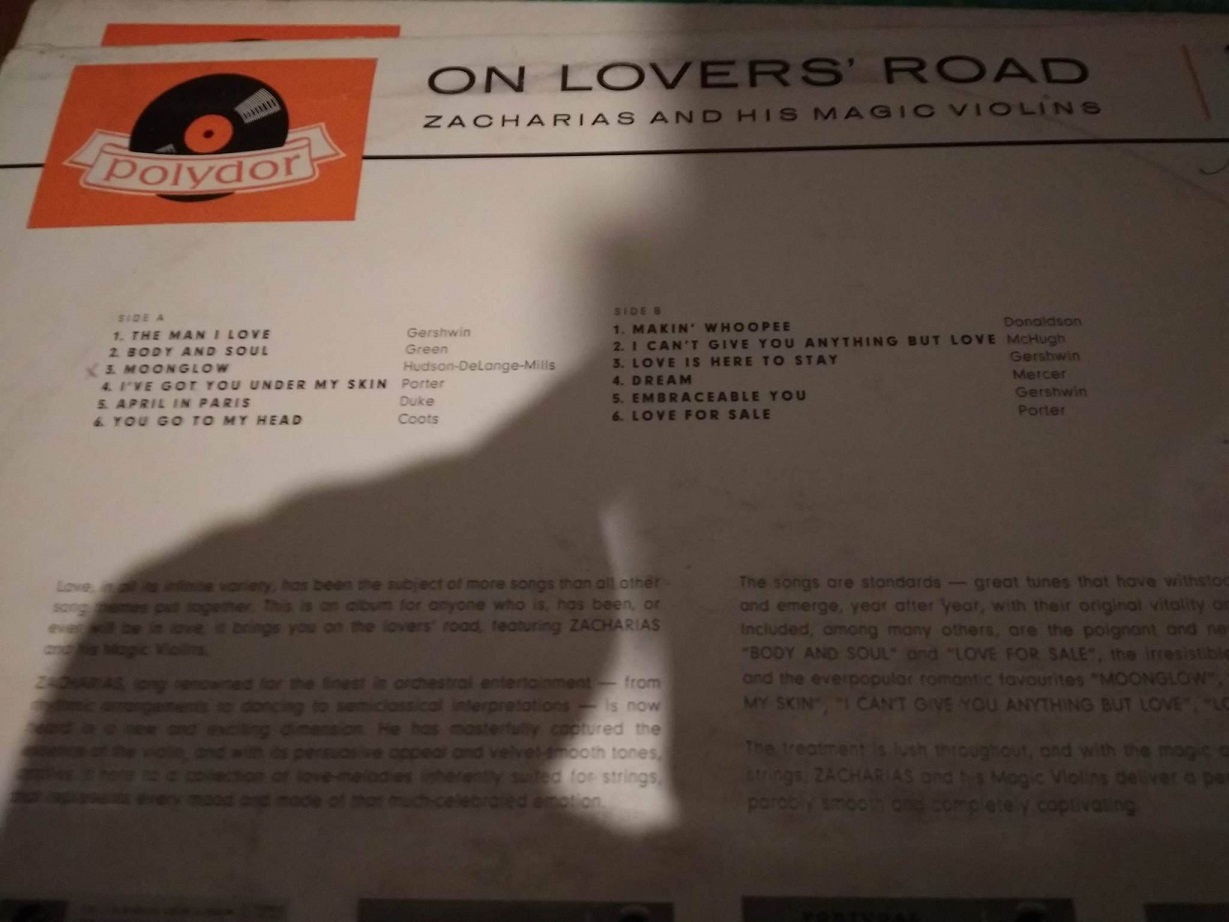 polydor
ON LOVERS' ROAD
ZACHARIAS AND HIS MAGIC VIOLINS
SIDE A
1. THE MAN I LOVE Gershwin
2. BODY AND SOUL Green
3. MOONGLOW Hudson-DeLange-Mills
4. I'VE GOT YOU UNDER MY SKIN Porter
5. APRIL IN PARIS Duke
6. YOU GO TO MY HEAD Coots
SIDE B
1. MAKIN' WHOOPEE Donaldson
2. I CAN'T GIVE YOU ANYTHING BUT LOVE McHugh
3. LOVE IS HERE TO STAY Gershwin
4. DREAM Mercer
5. EMBRACEABLE YOU Gershwin
6. LOVE FOR SALE Porter
Love, in all its infinite variety, has been the subject of more songs than all other
song themes put together. This is an album for anyone who is, has been, or
ever will be in love, it brings you on the lovers' road, featuring ZACHARIAS
and his Magic Violins.
ZACHARIAS, long renowned for the finest in orchestral entertainment — from
rhythmic arrangements to dancing to semiclassical interpretations — is now
heard in a new and exciting dimension. He has masterfully captured the
essence of the violin, and with its persuasive appeal and velvet-smooth tones,
applies it here to a collection of love-melodies inherently suited for strings,
that represents every mood and mode of that much-celebrated emotion.
The songs are standards — great tunes that have
and emerge, year after year, with their original vitality
Included, among many others, are the poignant and
"BODY AND SOUL" and "LOVE FOR SALE", the
and the everpopular romantic favourites "MOONGLOW",
MY SKIN", "I CAN'T GIVE YOU ANYTHING BUT LOVE",
The treatment is lush throughout, and with the magic
strings, ZACHARIAS and his Magic Violins deliver a
smooth and completely captivating
PORTUGAL